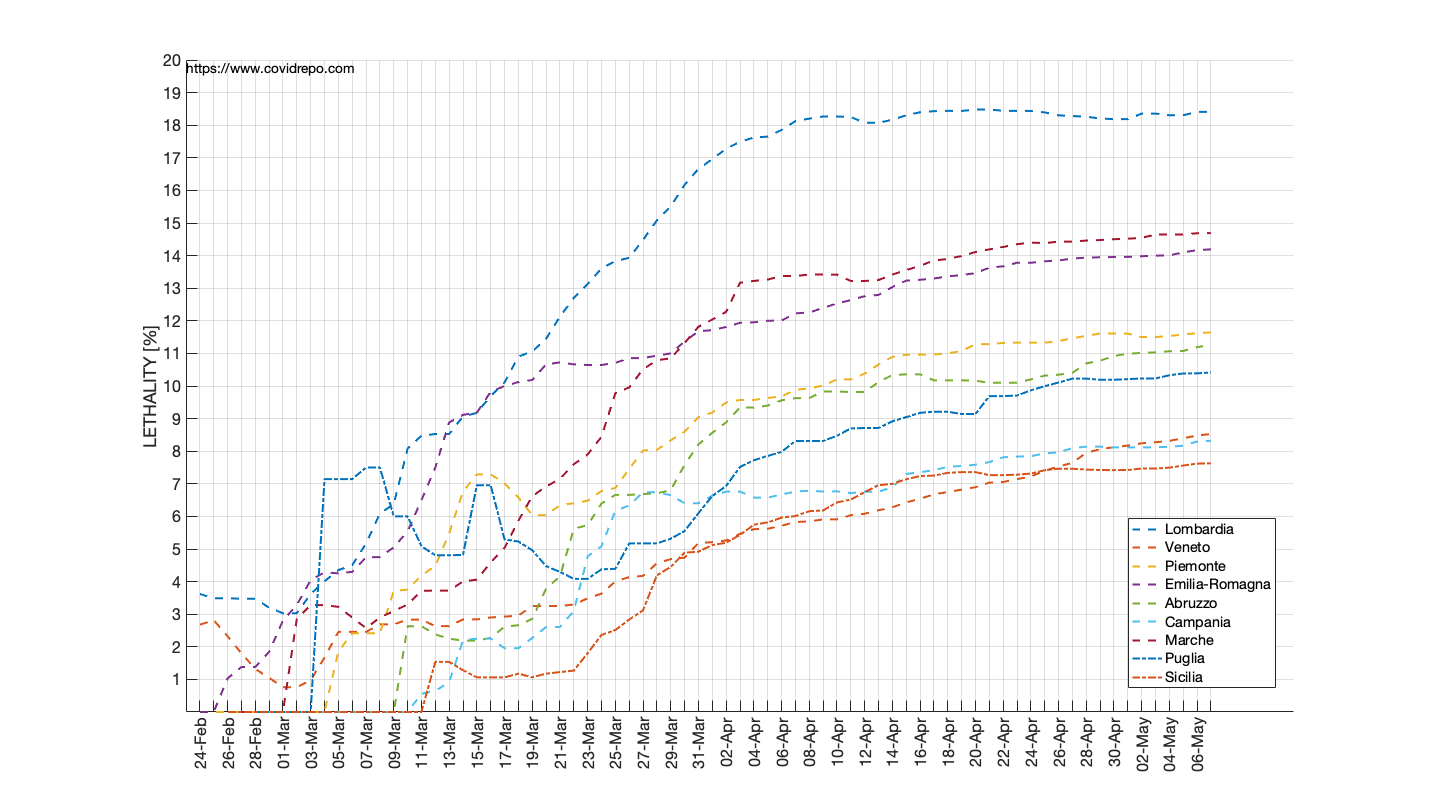 https://www.covidrepo.com
LETHALITY [%]
20
19
18
17
16
15
14
13
12
11
10
9
8
7
6
5
4
3
2
1
24-Feb
26-Feb
28-Feb
01-Mar
03-Mar
05-Mar
07-Mar
09-Mar
11-Mar
13-Mar
15-Mar
17-Mar
19-Mar
21-Mar
23-Mar
25-Mar
27-Mar
29-Mar
31-Mar
02-Apr
04-Apr
06-Apr
08-Apr
10-Apr
12-Apr
14-Apr
16-Apr
18-Apr
20-Apr
22-Apr
24-Apr
26-Apr
28-Apr
30-Apr
02-May
04-May
06-May
Lombardia
Veneto
Piemonte
Emilia-Romagna
Abruzzo
Campania
Marche
Puglia
Sicilia